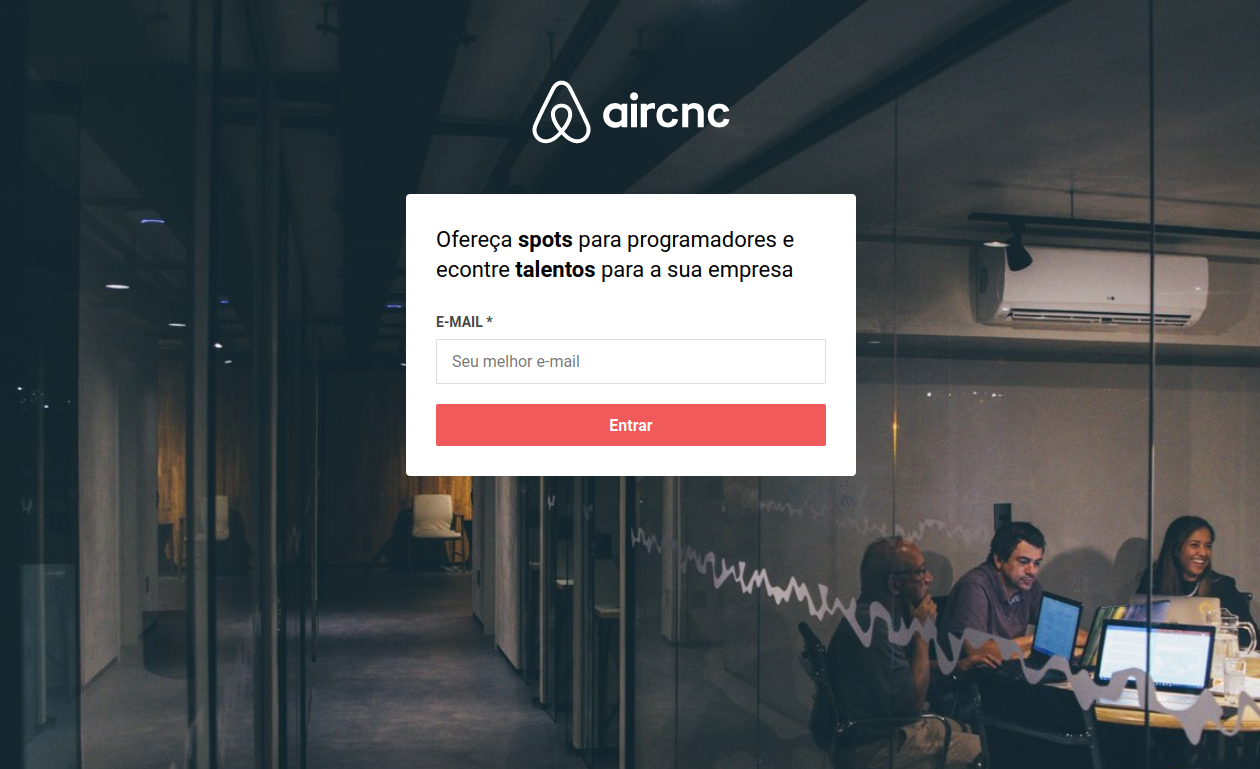 aircnc
Ofereça spots para programadores e
econtre talentos para a sua empresa
E-MAIL *
Seu melhor e-mail
Entrar